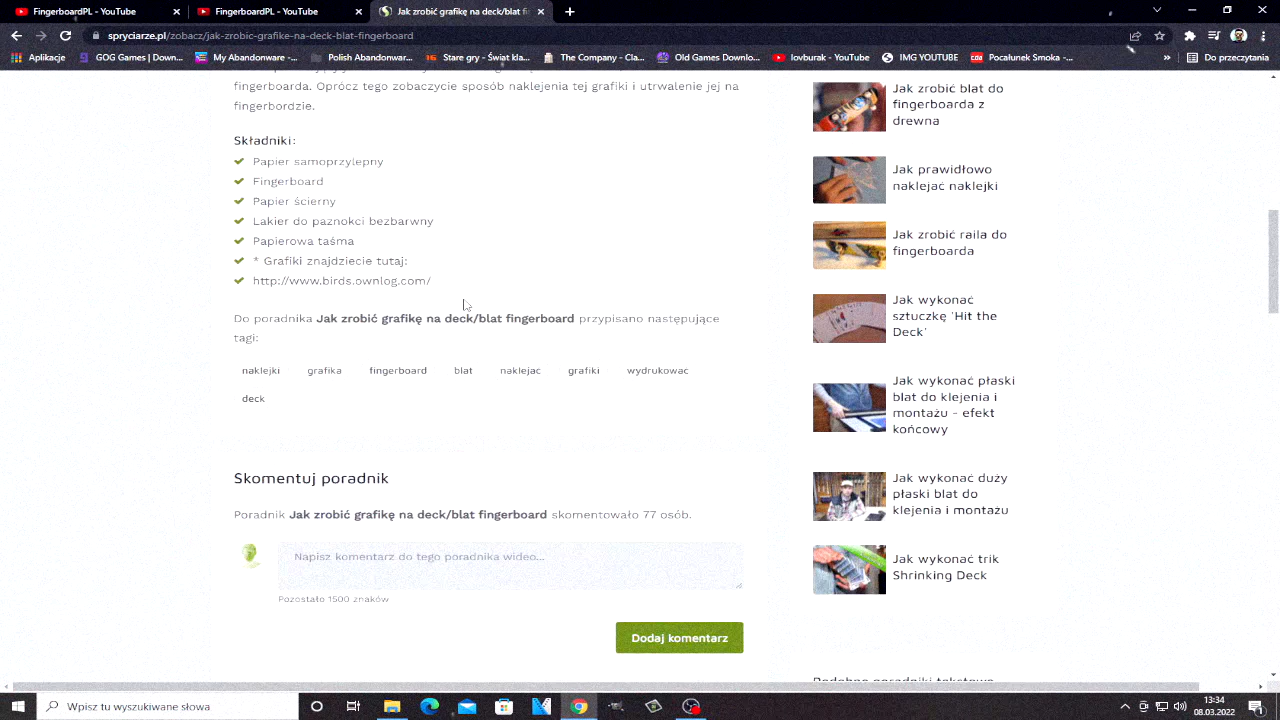 FingerboardPL - YouTube
(1) FingerboardPL - YouTube
Jak zrobić grafikę na deck/blat fin
spryciarze.pl/zobacz/jak-zrobic-grafike-na-deck-blat-fingerboard
Aplikacje
GOG Games | Down...
My Abandonware -...
Polish Abandonwar...
Stare gry - Świat kla...
(C)
Old Games Downlo...
lovburak - YouTube
IMG YOUTUBE
Pocałunek Smoka -...
Do przeczytania
fingerboarda. Oprócz tego zobaczycie sposób naklejenia tej grafiki i utrwalenie jej na
fingerbordzie.
Składniki:
Papier samoprzylepny
Fingerboard
Papier ścierny
Lakier do paznokci bezbarwny
Papierowa taśma
* Grafiki znajdziecie tutaj:
http://www.birds.ownlog.com/
Do poradnika Jak zrobić grafikę na deck/blat fingerboard przypisano następujące
tagi:
naklejki grafika fingerboard blat naklejac grafiki wydrukowac
deck
Skomentuj poradnik
Poradnik Jak zrobić grafikę na deck/blat fingerboard skomentowało 77 osób.
Napisz komentarz do tego poradnika wideo...
Pozostało 1500 znaków
Dodaj komentarz
Jak zrobić blat do
fingerboarda z
drewna
Jak prawidłowo
naklejać naklejki
Jak zrobić raila do
fingerboarda
Jak wykonać
sztuczkę 'Hit the
Deck'
Jak wykonać płaski
blat do klejenia i
montażu - efekt
końcowy
Jak wykonać duży
płaski blat do
klejenia i montażu
Jak wykonać trik
Shrinking Deck
Podobne poradniki tekstowe
Wpisz tu wyszukiwane słowa
13:34
08.03.2022